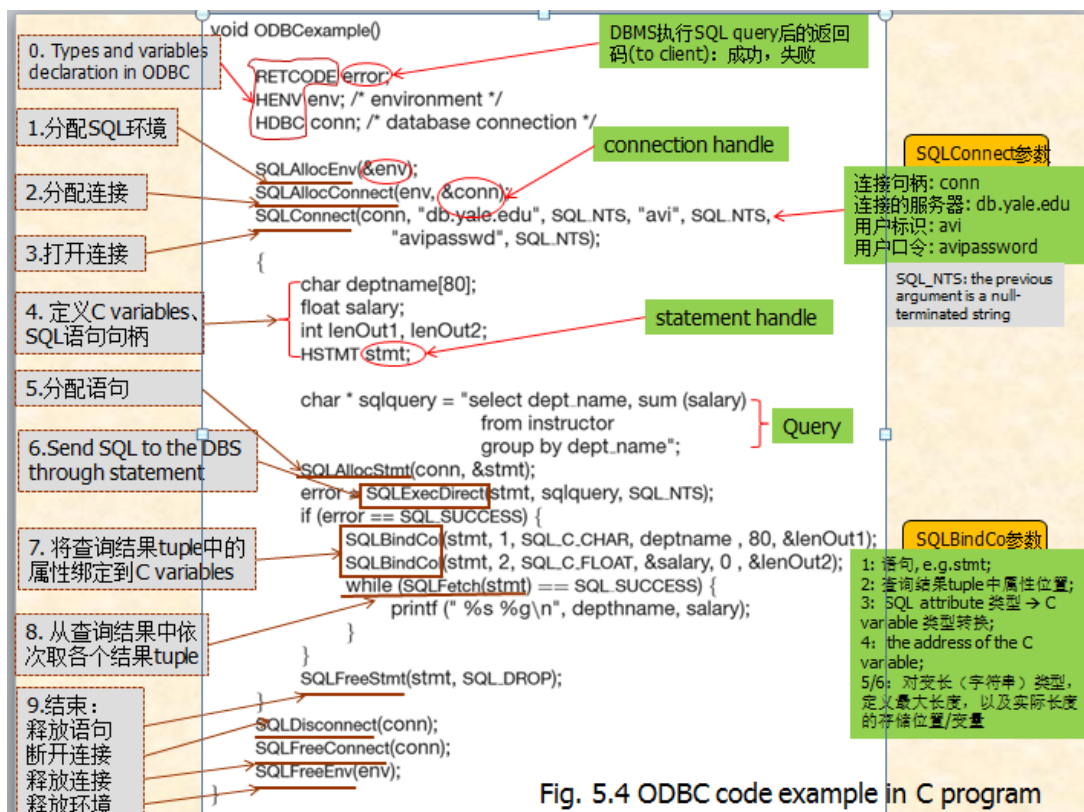 void ODBCexample()
0. Types and variables
declaration in ODBC
DBMS执行SQL query后的返回
码(to client)：成功，失败
RETCODE error;
HENV env; /* environment */
HDBC conn; /* database connection */
1.分配SQL环境
connection handle
SQLAllocEnv(&env);
2.分配连接
SQLAllocConnect(env, &conn);
SQLConnect(conn, "db.yale.edu", SQL_NTS, "avi", SQL_NTS,
"avipasswd", SQL_NTS);
3.打开连接
SQLConnect参数
连接句柄: conn
连接的服务器: db.yale.edu
用户标识: avi
用户口令: avipassword
SQL_NTS: the previous
argument is a null-
terminated string
{
char deptname[80];
float salary;
int lenOut1, lenOut2;
HSTMT stmt;
4. 定义C variables、
SQL语句句柄
statement handle
5.分配语句
char * sqlquery = "select dept_name, sum (salary)
from instructor
group by dept_name";
Query
6.Send SQL to the DBS
through statement
SQLAllocStmt(conn, &stmt);
error SQLExecDirect(stmt, sqlquery, SQL_NTS);
if (error == SQL_SUCCESS) {
SQLBindCol(stmt, 1, SQL_C_CHAR, deptname , 80, &lenOut1);
SQLBindCol(stmt, 2, SQL_C_FLOAT, &salary, 0 , &lenOut2);
while (SQLFetch(stmt) == SQL_SUCCESS) {
printf (" %s %g\n", depthname, salary);
}
}
SQLFreeStmt(stmt, SQL_DROP);
}
7. 将查询结果tuple中的
属性绑定到C variables
8. 从查询结果中依
次取各个结果tuple
SQLBindCo参数
1: 语句, e.g.stmt;
2: 查询结果tuple中属性位置;
3: SQL attribute 类型 → C
variable 类型转换;
4: the address of the C
variable;
5/6: 对变长（字符串）类型，
定义最大长度，以及实际长度
的存储位置/变量
9.结束：
释放语句
断开连接
释放连接
释放环境
SQLDisconnect(conn);
SQLFreeConnect(conn);
SQLFreeEnv(env);
}
Fig. 5.4 ODBC code example in C program